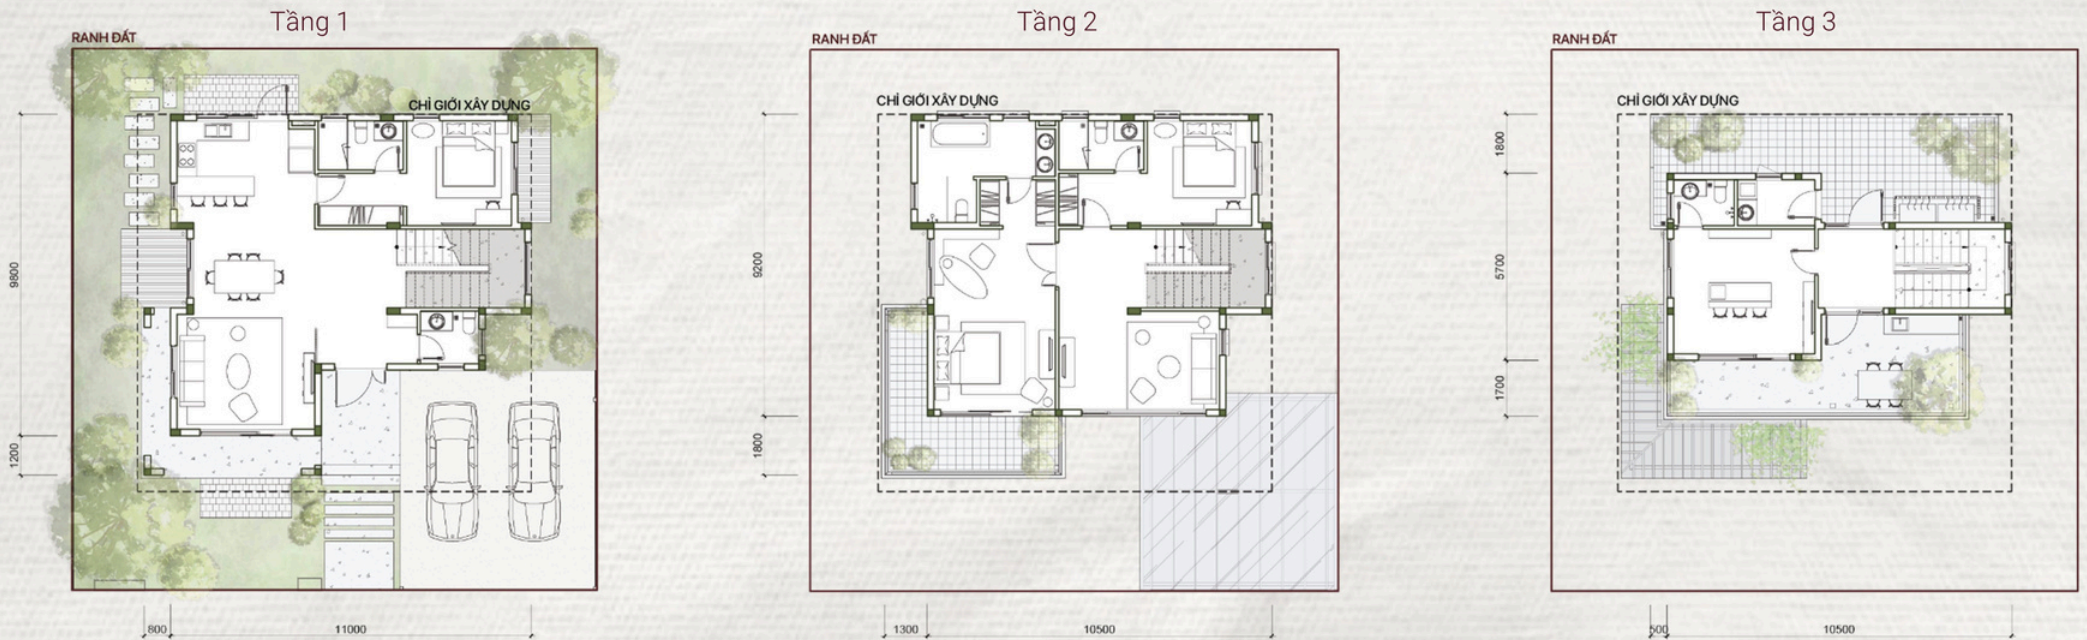 Tầng 1
RANH ĐẤT
CHỈ GIỚI XÂY DỰNG
9800
1200
800
11000
Tầng 2
RANH ĐẤT
CHỈ GIỚI XÂY DỰNG
9200
1800
1300
10500
Tầng 3
RANH ĐẤT
CHỈ GIỚI XÂY DỰNG
1800
5700
1700
500
10500